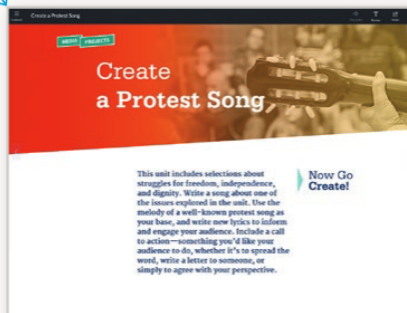 Create a Protest Song
MEDIA PROJECTS
Create
a Protest Song
This unit includes selections about
struggles for freedom, independence,
and dignity. Write a song about one of
the issues explored in the unit. Use the
melody of a well-known protest song as
your base, and write new lyrics to inform
and engage your audience. Include a call
to action—something you'd like your
audience to do, whether it's to spread the
word, write a letter to someone, or
simply to agree with your perspective.
Now Go
Create!